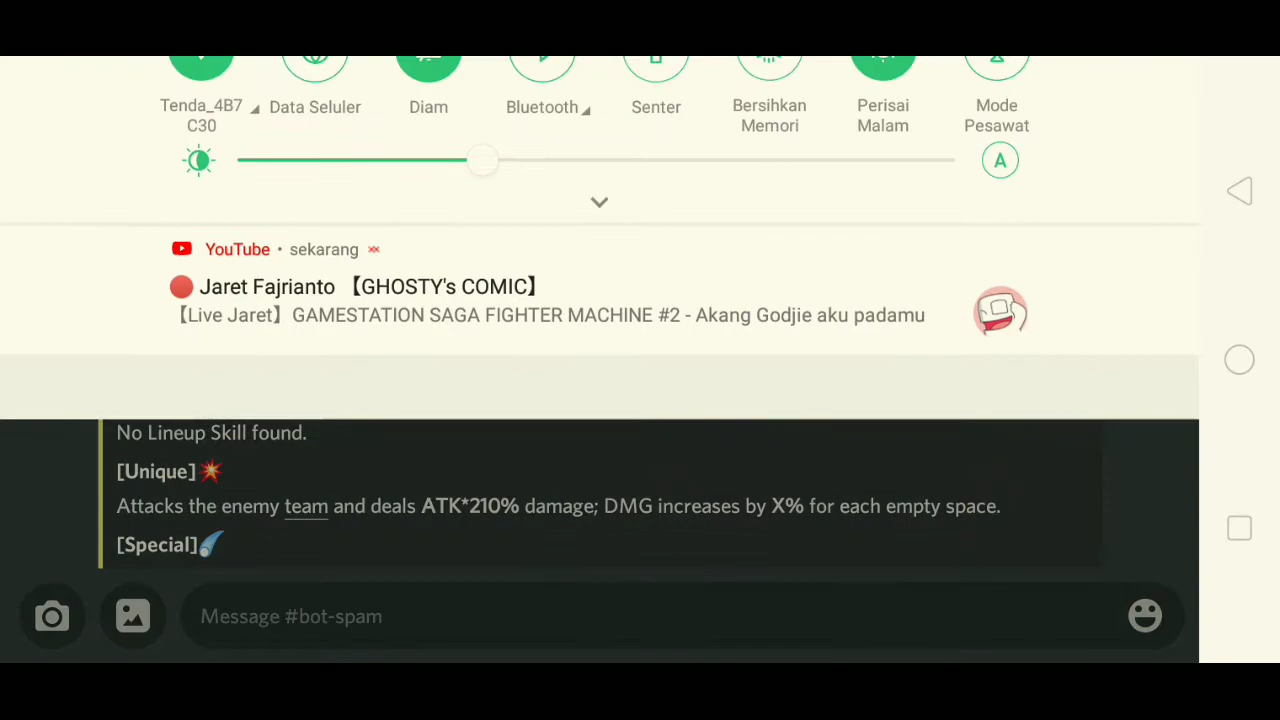 Tenda_4B7 C30
Data Seluler
Diam
Bluetooth
Senter
Bersihkan Memori
Perisai Malam
Mode Pesawat
A
YouTube • sekarang
Jaret Fajrianto 【GHOSTY's COMIC】
【Live Jaret】GAMESTATION SAGA FIGHTER MACHINE #2 - Akang Godjie aku padamu
No Lineup Skill found.
[Unique]💥
Attacks the enemy team and deals ATK*210% damage; DMG increases by X% for each empty space.
[Special]☄️
Message #bot-spam